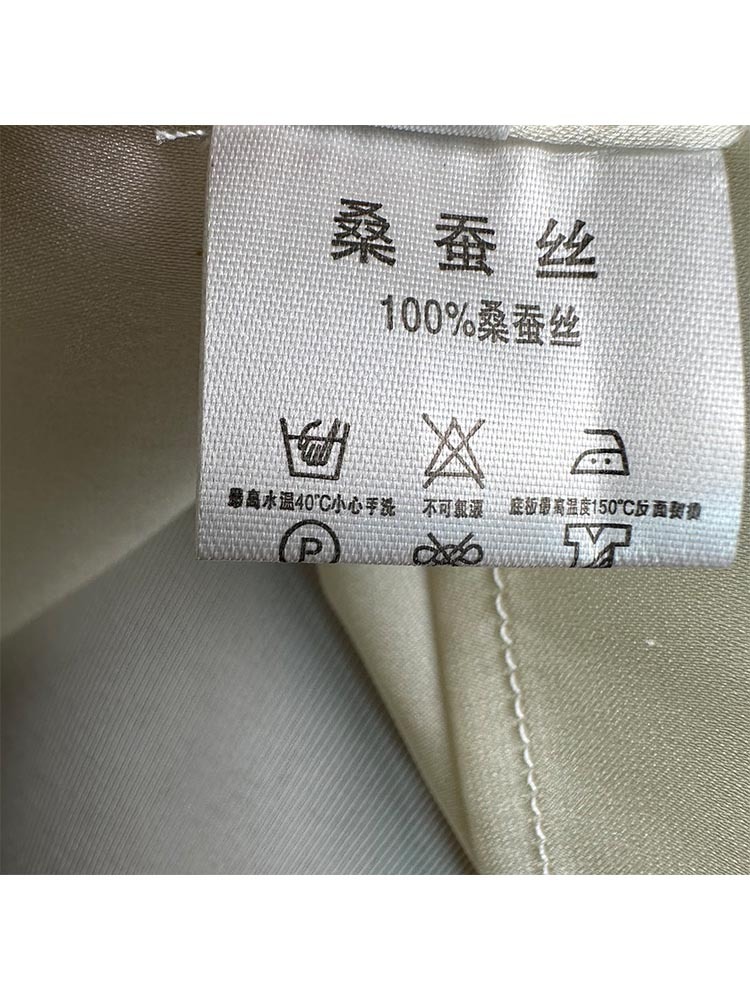 桑蚕丝
100%桑蚕丝
最高水温40℃小心手洗
不可氯漂
底板最高温度150℃反面熨烫
P